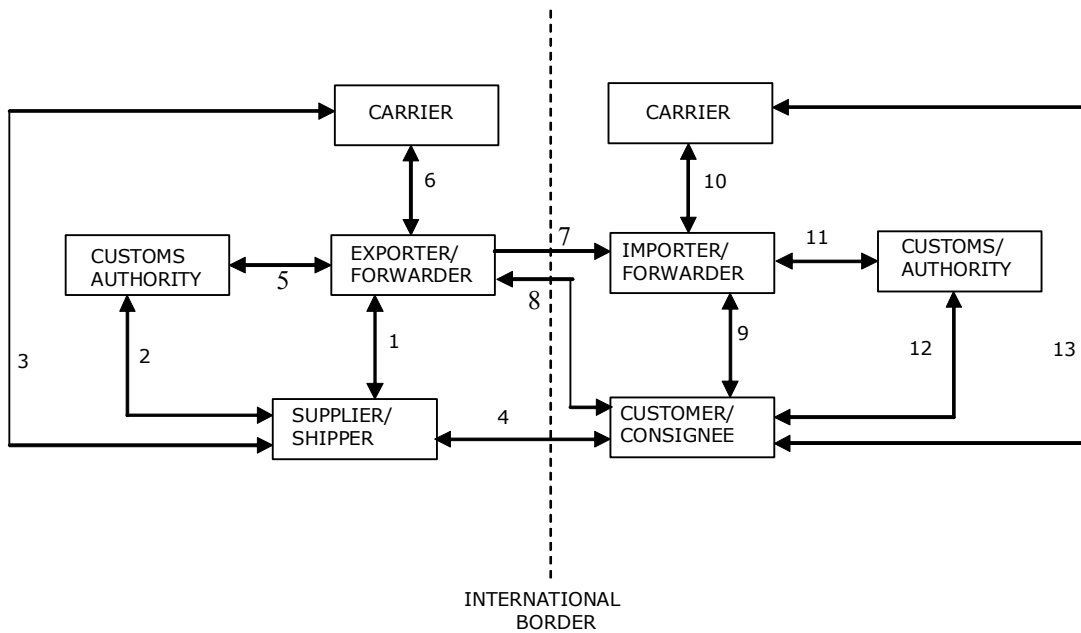 CARRIER
CARRIER
6
10
7
11
CUSTOMS
AUTHORITY
EXPORTER/
FORWARDER
IMPORTER/
FORWARDER
CUSTOMS/
AUTHORITY
5
8
1
9
2
3
12
13
SUPPLIER/
SHIPPER
4
CUSTOMER/
CONSIGNEE
INTERNATIONAL
BORDER